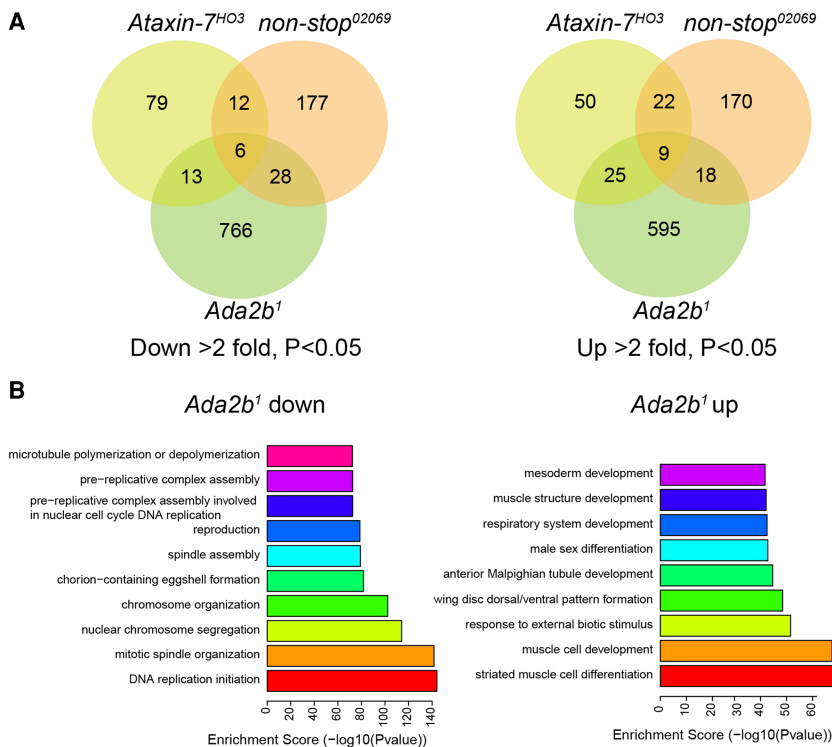 A
Ataxin-7HO3 non-stop02069
79
12
177
6
13
28
766
Ada2b1
Down >2 fold, P<0.05
Ataxin-7HO3 non-stop02069
50
22
170
9
25
18
595
Ada2b1
Up >2 fold, P<0.05
B
Ada2b1 down
microtubule polymerization or depolymerization
pre-replicative complex assembly
pre-replicative complex assembly involved
in nuclear cell cycle DNA replication
reproduction
spindle assembly
chorion-containing eggshell formation
chromosome organization
nuclear chromosome segregation
mitotic spindle organization
DNA replication initiation
0 20 40 60 80 100 120 140
Enrichment Score (−log10(Pvalue))
Ada2b1 up
mesoderm development
muscle structure development
respiratory system development
male sex differentiation
anterior Malpighian tubule development
wing disc dorsal/ventral pattern formation
response to external biotic stimulus
muscle cell development
striated muscle cell differentiation
0 10 20 30 40 50 60
Enrichment Score (−log10(Pvalue))